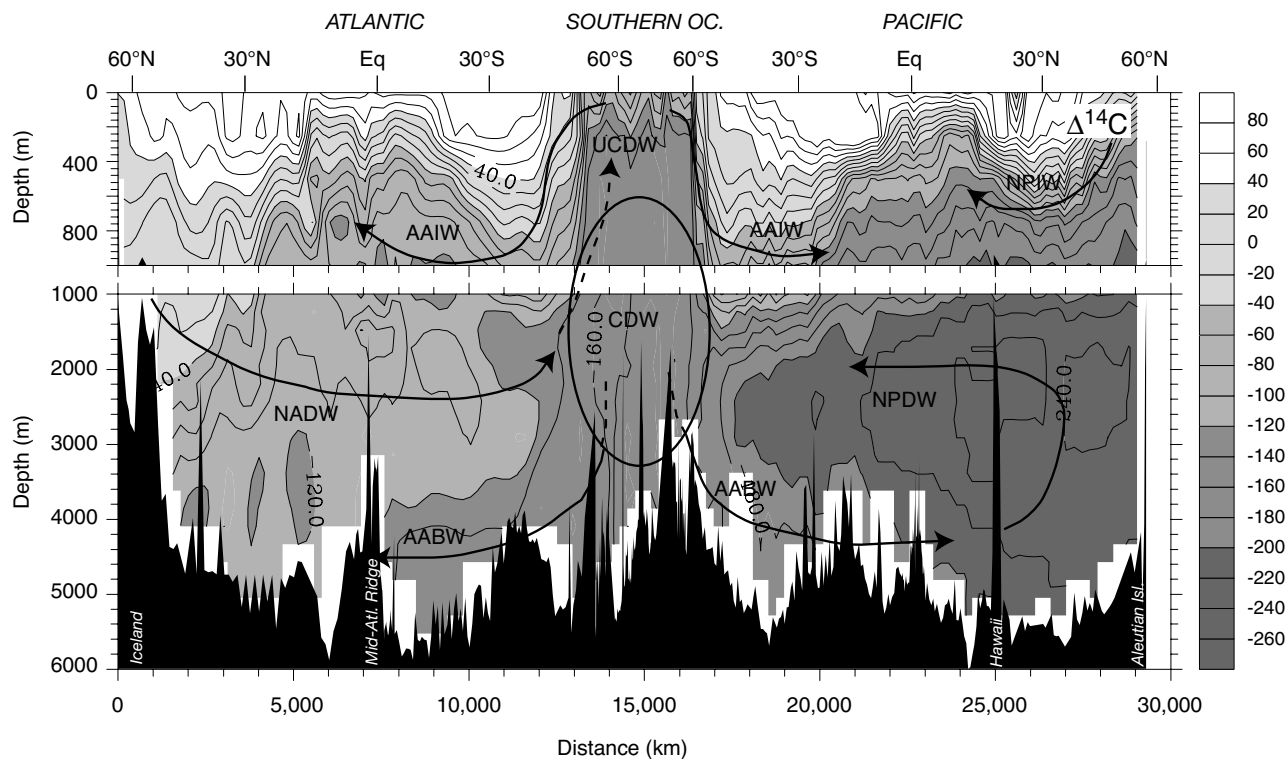 ATLANTIC SOUTHERN OC. PACIFIC
60°N 30°N Eq 30°S 60°S 60°S 30°S Eq 30°N 60°N
Depth (m)
0
400
800
Δ¹⁴C
UCDW
-40.0
NPIW
AAIW
AAIW
Depth (m)
1000
2000
3000
4000
5000
6000
CDW
160.0
40.0
NADW
NPDW
240.0
-120.0
AABW
80.0
AABW
Iceland
Mid-Atl. Ridge
Hawaii
Aleutian Isl.
0 5,000 10,000 15,000 20,000 25,000 30,000
Distance (km)
80
60
40
20
0
-20
-40
-60
-80
-100
-120
-140
-160
-180
-200
-220
-240
-260